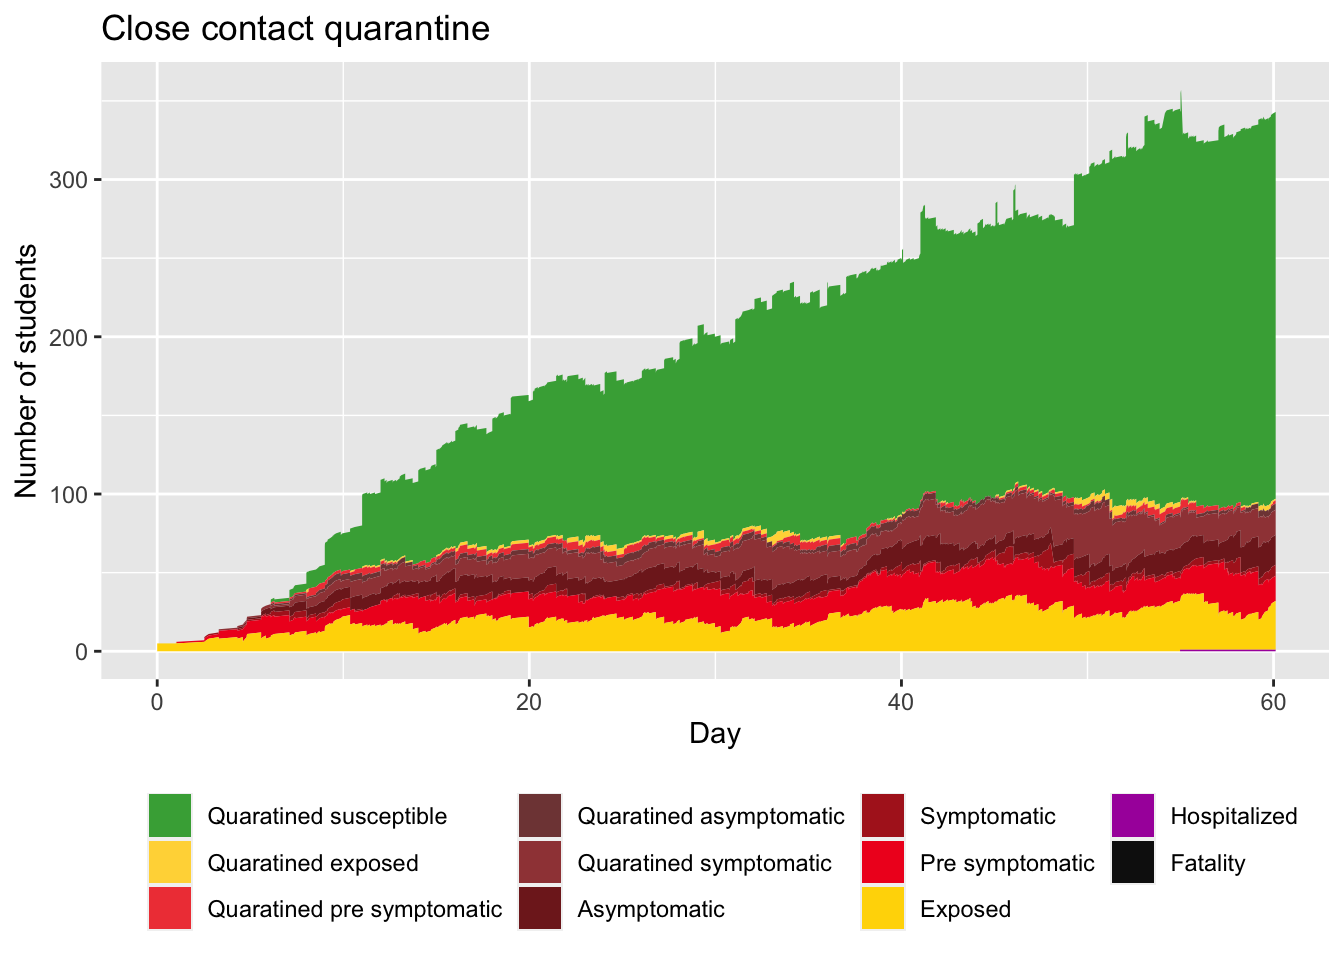 Close contact quarantine
Number of students
300
200
100
0
0 20 40 60
Day
Quaratined susceptible Quaratined asymptomatic Symptomatic Hospitalized
Quaratined exposed Quaratined symptomatic Pre symptomatic Fatality
Quaratined pre symptomatic Asymptomatic Exposed